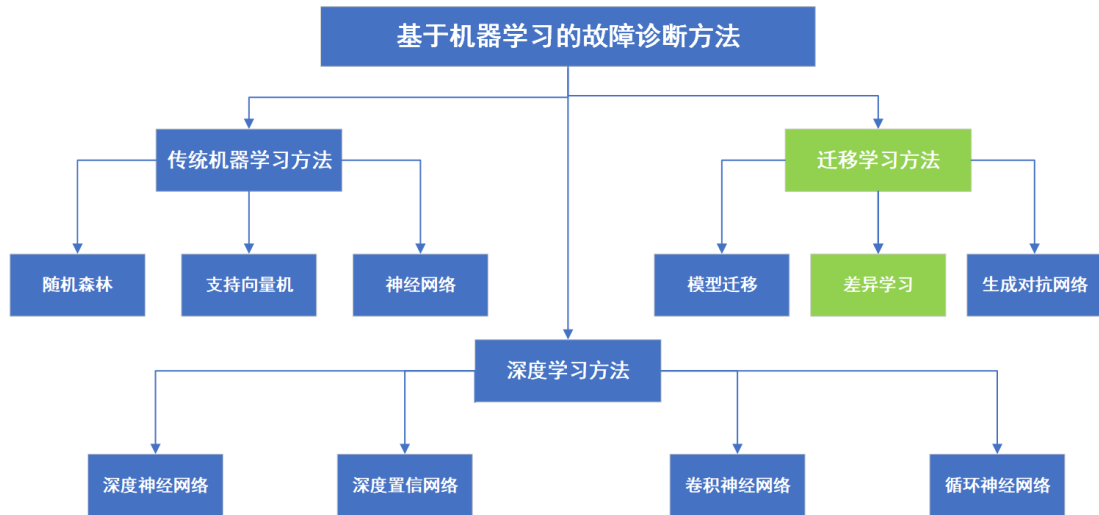 基于机器学习的故障诊断方法
传统机器学习方法
迁移学习方法
随机森林
支持向量机
神经网络
模型迁移
差异学习
生成对抗网络
深度学习方法
深度神经网络
深度置信网络
卷积神经网络
循环神经网络